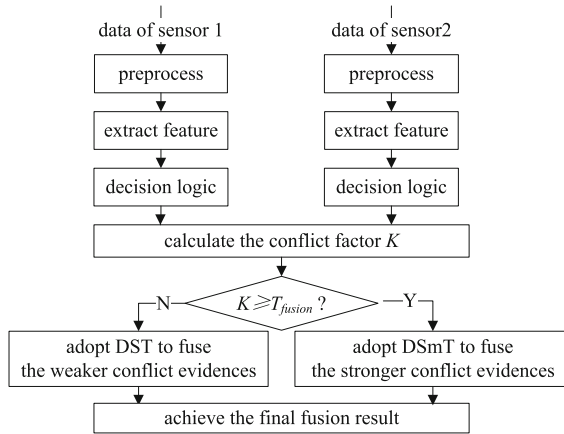 data of sensor 1
data of sensor2
preprocess
preprocess
extract feature
extract feature
decision logic
decision logic
calculate the conflict factor K
K⩾Tfusion ?
N
Y
adopt DST to fuse
the weaker conflict evidences
adopt DSmT to fuse
the stronger conflict evidences
achieve the final fusion result